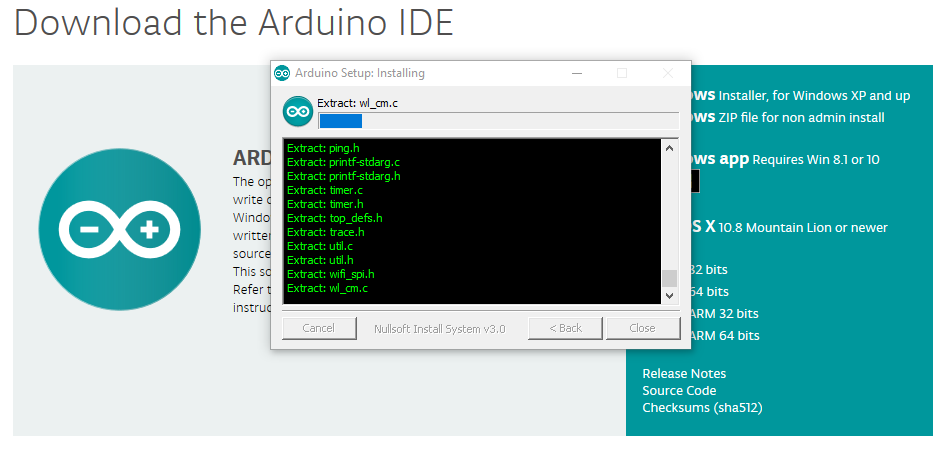 Download the Arduino IDE
Arduino Setup: Installing
Extract: wl_cm.c
Extract: ping.h
Extract: printf-stdarg.c
Extract: printf-stdarg.h
Extract: timer.c
Extract: timer.h
Extract: top_defs.h
Extract: trace.h
Extract: util.c
Extract: util.h
Extract: wifi_spi.h
Extract: wl_cm.c
Cancel
Nullsoft Install System v3.0
< Back
Close
ARD
The op
write c
Windo
written
source
This so
Refer t
instruc
ows Installer, for Windows XP and up
ows ZIP file for non admin install
ows app Requires Win 8.1 or 10
S X 10.8 Mountain Lion or newer
32 bits
64 bits
ARM 32 bits
ARM 64 bits
Release Notes
Source Code
Checksums (sha512)